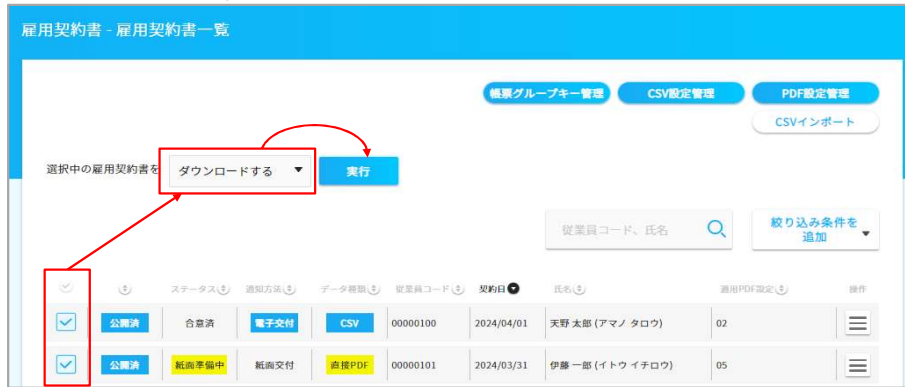 雇用契約書 - 雇用契約書一覧
帳票グループキー管理 CSV設定管理 PDF設定管理
CSVインポート
選択中の雇用契約書を ダウンロードする 実行
従業員コード、氏名 絞り込み条件を
追加
ステータス 通知方法 データ種類 従業員コード 契約日 氏名 適用PDF設定 操作
公開済 合意済 電子交付 CSV 00000100 2024/04/01 天野 太郎 (アマノ タロウ) 02
公開済 紙面準備中 紙面交付 直接PDF 00000101 2024/03/31 伊藤 一郎 (イトウ イチロウ) 05